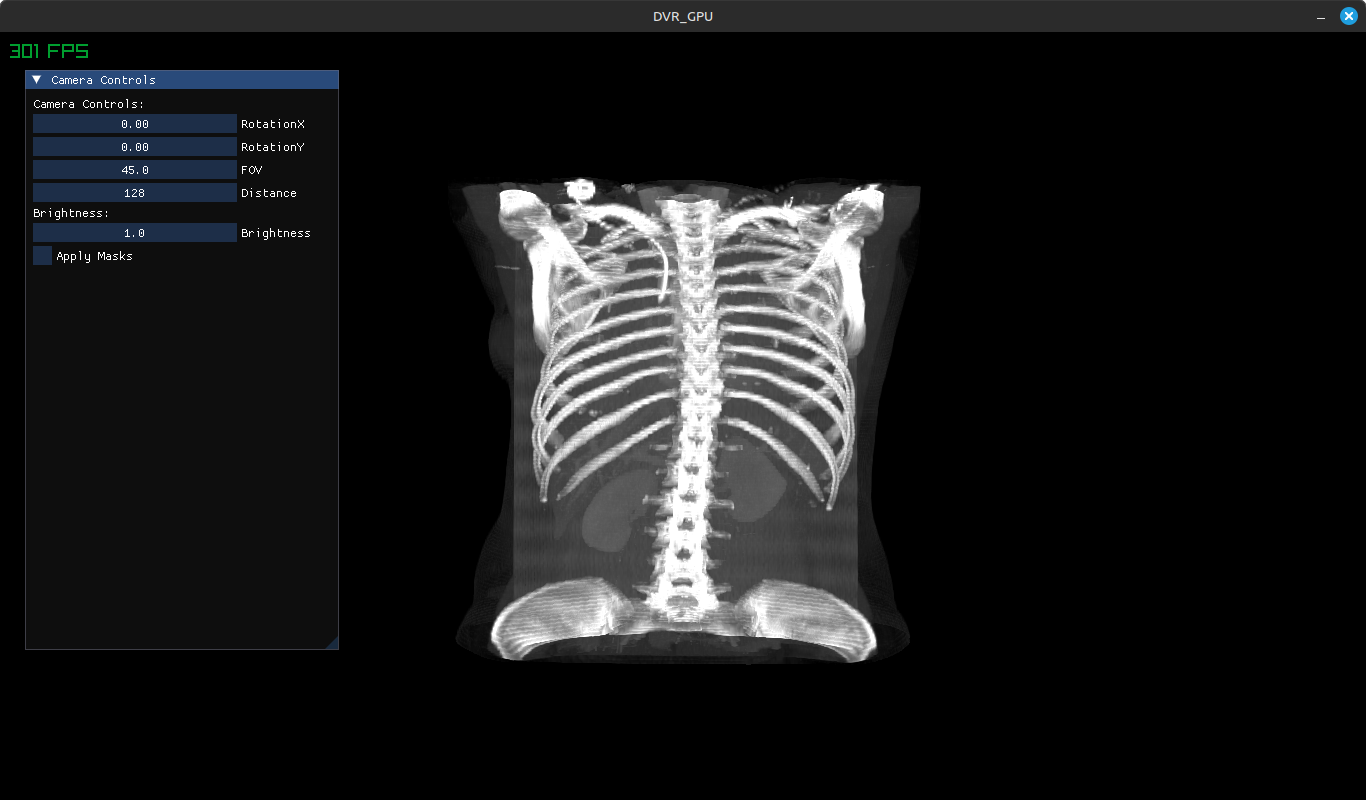 DVR_GPU
301 FPS
Camera Controls
Camera Controls:
0.00 RotationX
0.00 RotationY
45.0 FOV
128 Distance
Brightness:
1.0 Brightness
Apply Masks